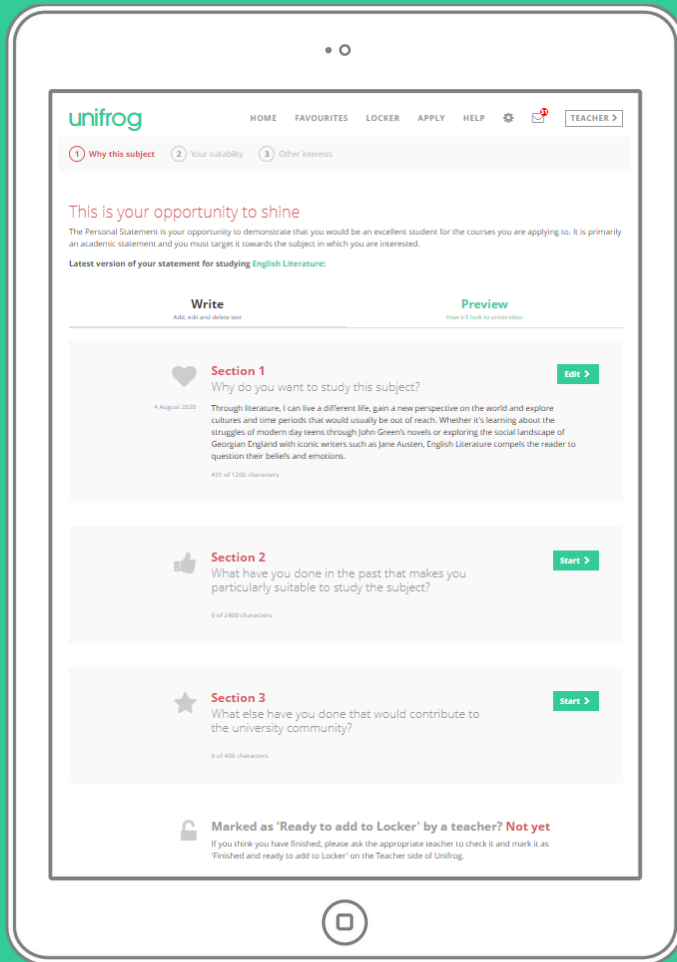 unifrog
HOME FAVOURITES LOCKER APPLY HELP 51 TEACHER >
1 Why this subject 2 Your suitability 3 Other interests
This is your opportunity to shine
The Personal Statement is your opportunity to demonstrate that you would be an excellent student for the courses you are applying to. It is primarily
an academic statement and you must target it towards the subject in which you are interested.
Latest version of your statement for studying English Literature:
Write
Add, edit and delete text
Preview
How it'll look to universities
Section 1
Why do you want to study this subject?
Edit >
4 August 2020
Through literature, I can live a different life, gain a new perspective on the world and explore
cultures and time periods that would usually be out of reach. Whether it's learning about the
struggles of modern day teens through John Green's novels or exploring the social landscape of
Georgian England with iconic writers such as Jane Austen, English Literature compels the reader to
question their beliefs and emotions.
421 of 1200 characters
Section 2
What have you done in the past that makes you
particularly suitable to study the subject?
Start >
0 of 2400 characters
Section 3
What else have you done that would contribute to
the university community?
Start >
0 of 400 characters
Marked as 'Ready to add to Locker' by a teacher? Not yet
If you think you have finished, please ask the appropriate teacher to check it and mark it as
'Finished and ready to add to Locker' on the Teacher side of Unifrog.